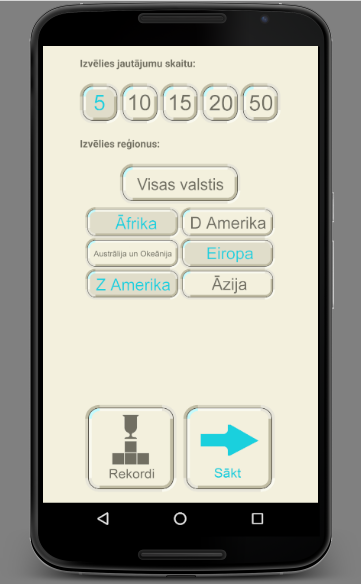 Izvēlies jautājumu skaitu:
5 10 15 20 50
Izvēlies reģionus:
Visas valstis
Āfrika D Amerika
Austrālija un Okeānija Eiropa
Z Amerika Āzija
Rekordi Sākt